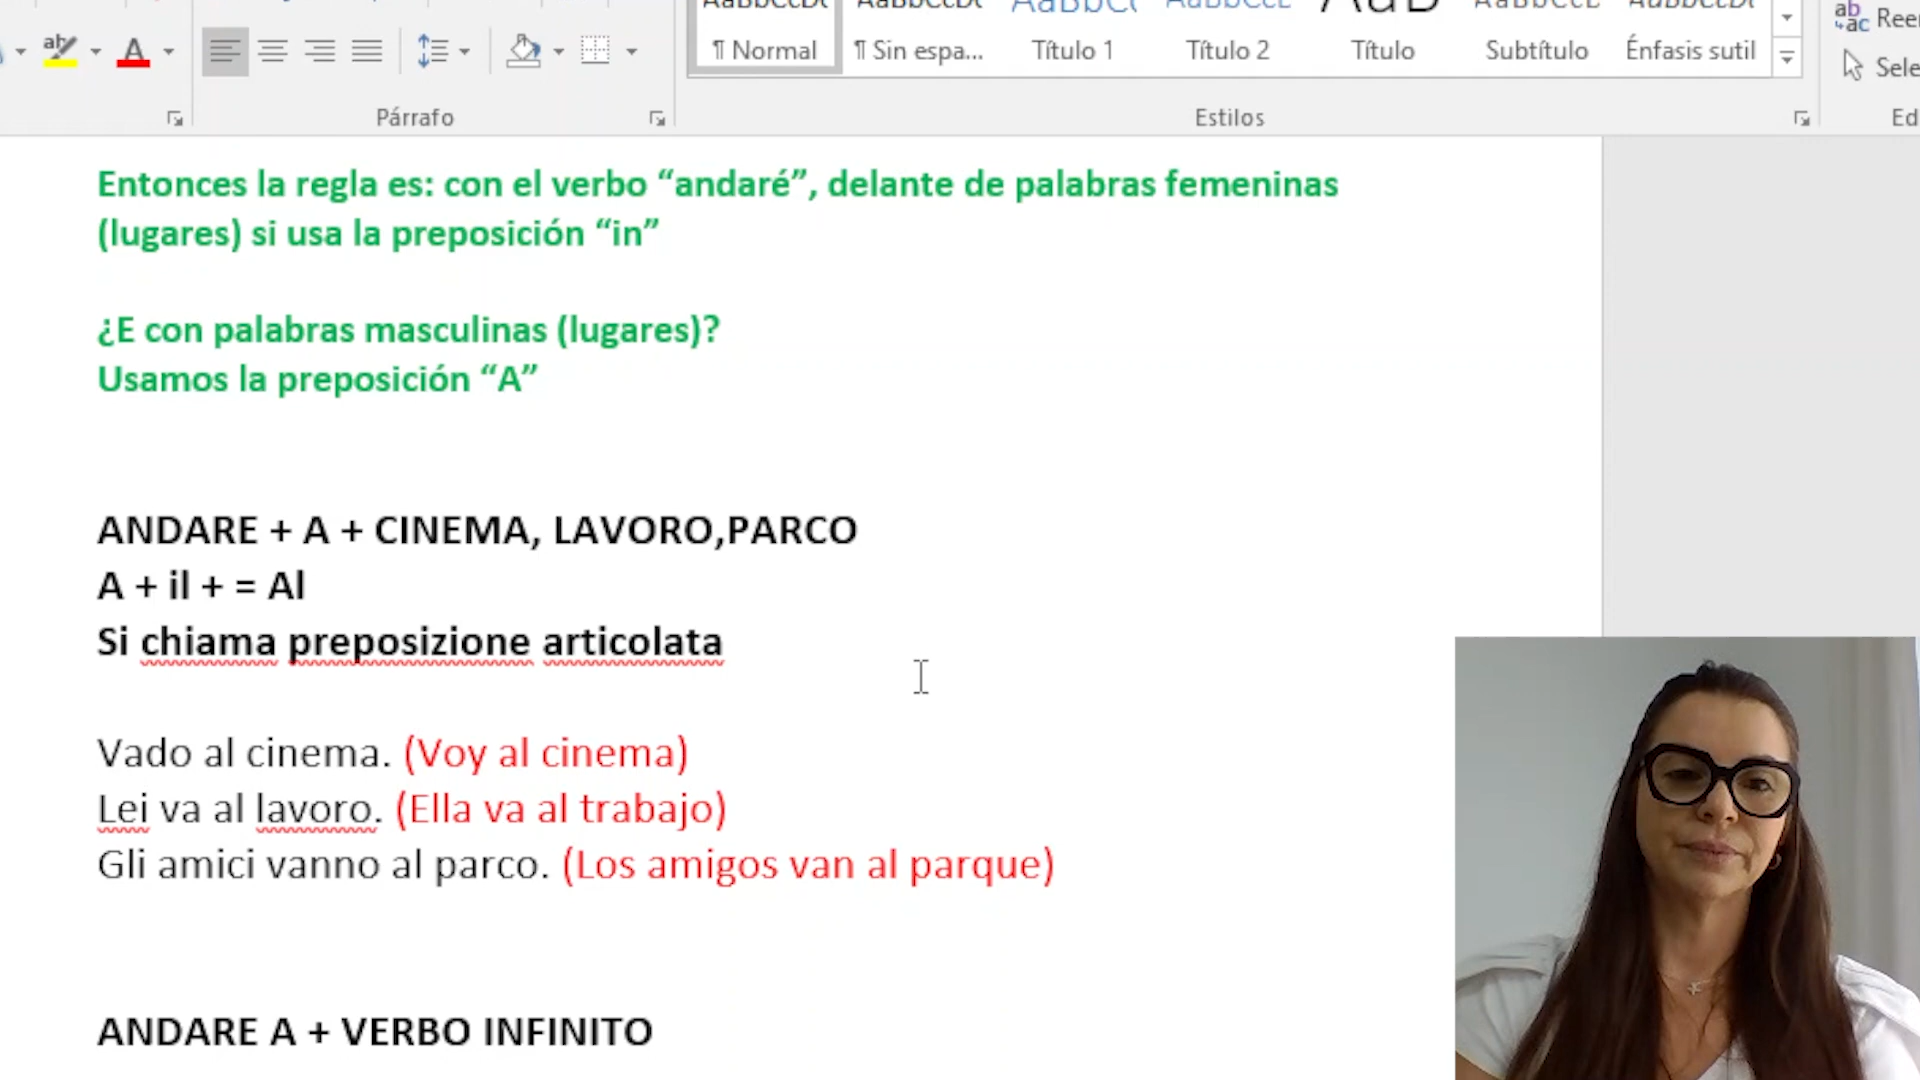 ¶ Normal ¶ Sin espa... Título 1 Título 2 Título Subtítulo Énfasis sutil
Párrafo Estilos
Entonces la regla es: con el verbo “andaré”, delante de palabras femeninas
(lugares) si usa la preposición “in”
¿E con palabras masculinas (lugares)?
Usamos la preposición “A”
ANDARE + A + CINEMA, LAVORO,PARCO
A + il + = Al
Si chiama preposizione articolata
Vado al cinema. (Voy al cinema)
Lei va al lavoro. (Ella va al trabajo)
Gli amici vanno al parco. (Los amigos van al parque)
ANDARE A + VERBO INFINITO